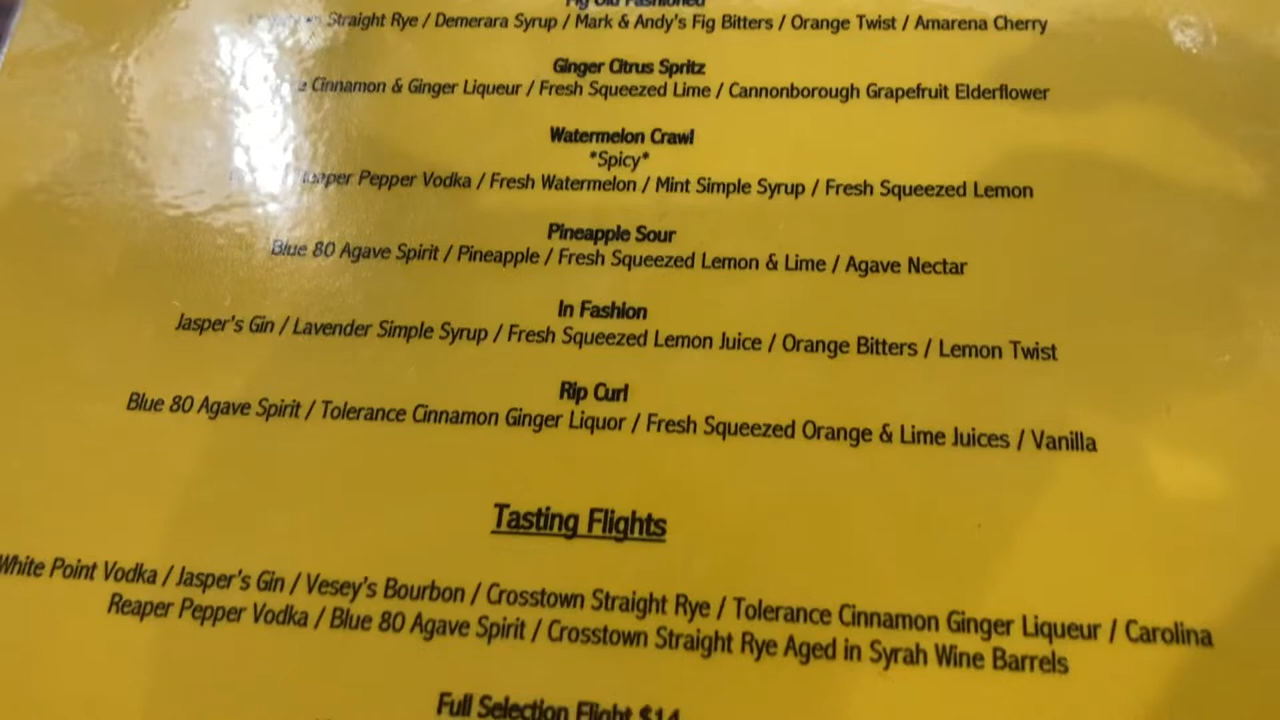 Fig Old Fashioned
Straight Rye / Demerara Syrup / Mark & Andy's Fig Bitters / Orange Twist / Amarena Cherry
Ginger Citrus Spritz
Cinnamon & Ginger Liqueur / Fresh Squeezed Lime / Cannonborough Grapefruit Elderflower
Watermelon Crawl
*Spicy*
Reaper Pepper Vodka / Fresh Watermelon / Mint Simple Syrup / Fresh Squeezed Lemon
Pineapple Sour
Blue 80 Agave Spirit / Pineapple / Fresh Squeezed Lemon & Lime / Agave Nectar
In Fashion
Jasper's Gin / Lavender Simple Syrup / Fresh Squeezed Lemon Juice / Orange Bitters / Lemon Twist
Rip Curl
Blue 80 Agave Spirit / Tolerance Cinnamon Ginger Liquor / Fresh Squeezed Orange & Lime Juices / Vanilla
Tasting Flights
White Point Vodka / Jasper's Gin / Vesey's Bourbon / Crosstown Straight Rye / Tolerance Cinnamon Ginger Liqueur / Carolina
Reaper Pepper Vodka / Blue 80 Agave Spirit / Crosstown Straight Rye Aged in Syrah Wine Barrels
Full Selection Flight $14